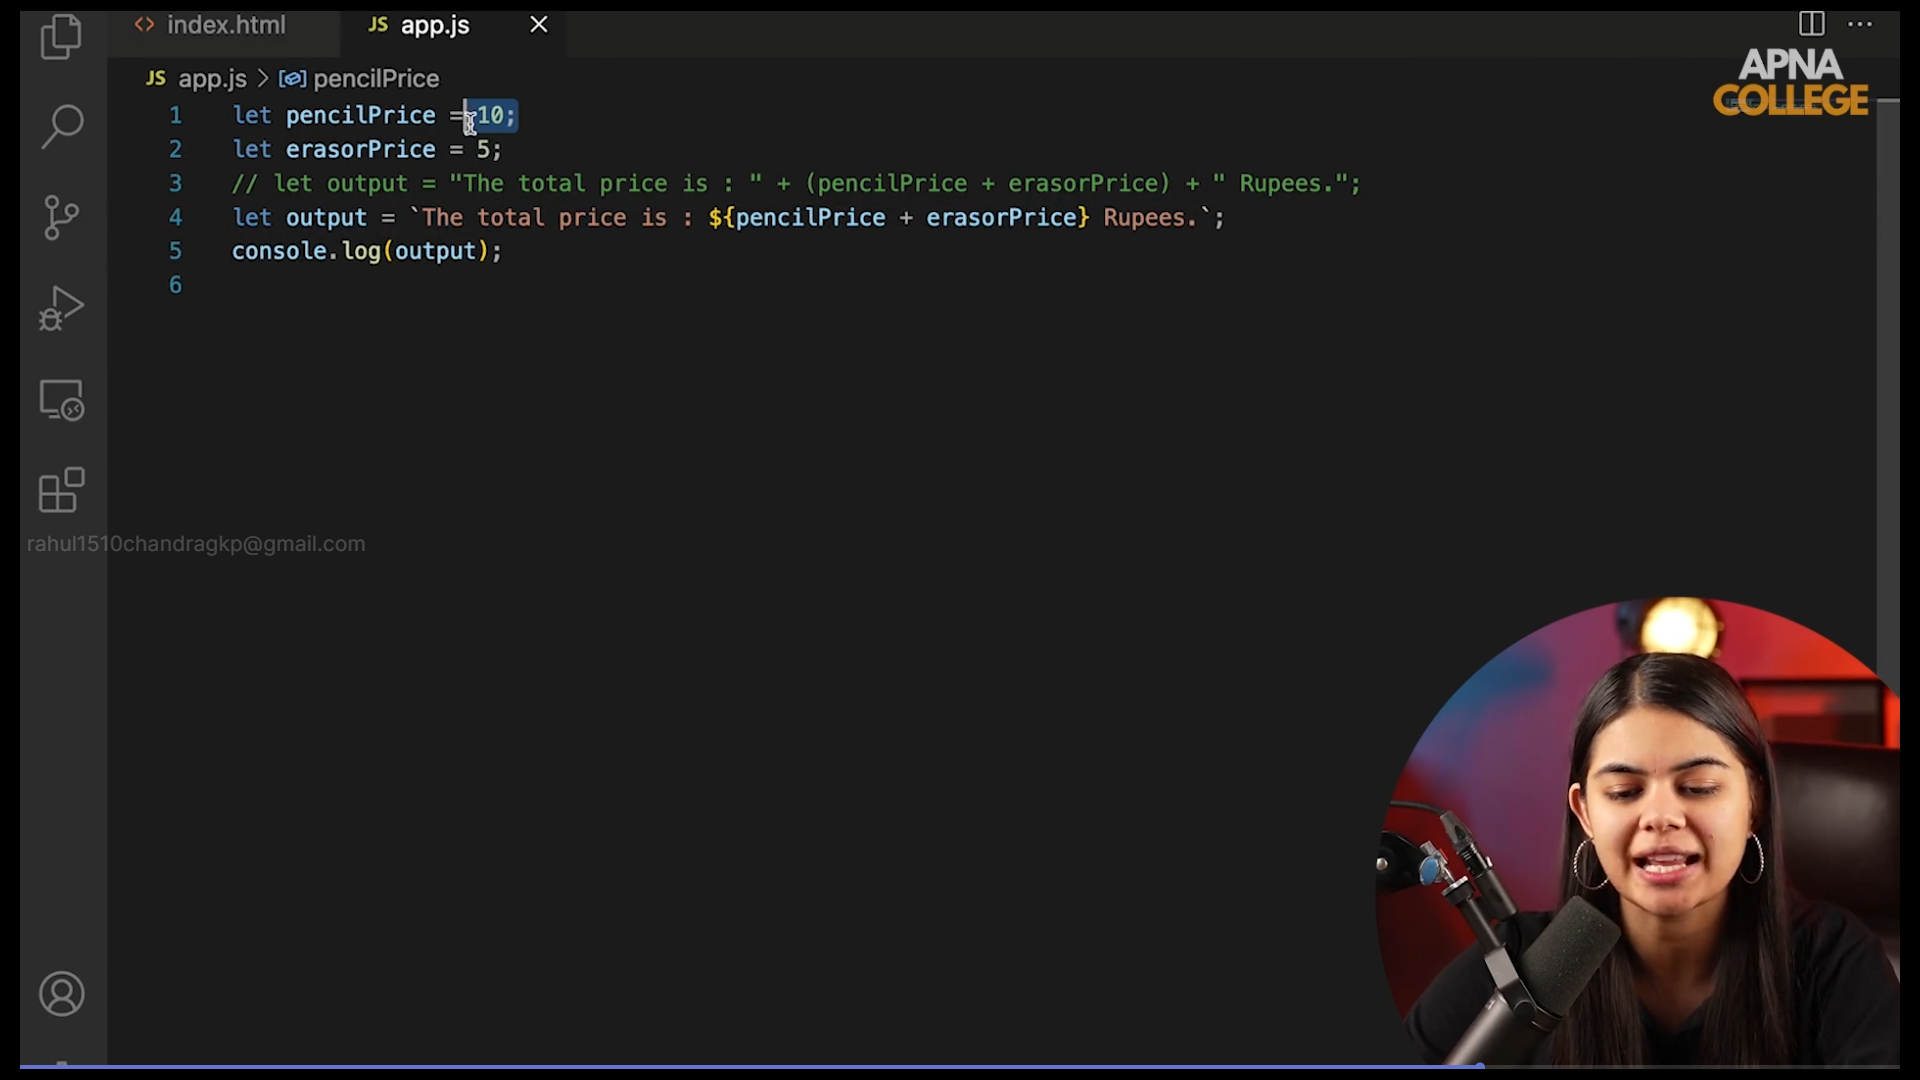 index.html
JS app.js
APNA
COLLEGE
JS app.js > pencilPrice
1 let pencilPrice = 10;
2 let erasorPrice = 5;
3 // let output = "The total price is : " + (pencilPrice + erasorPrice) + " Rupees.";
4 let output = `The total price is : ${pencilPrice + erasorPrice} Rupees.`;
5 console.log(output);
6
rahul1510chandragkp@gmail.com